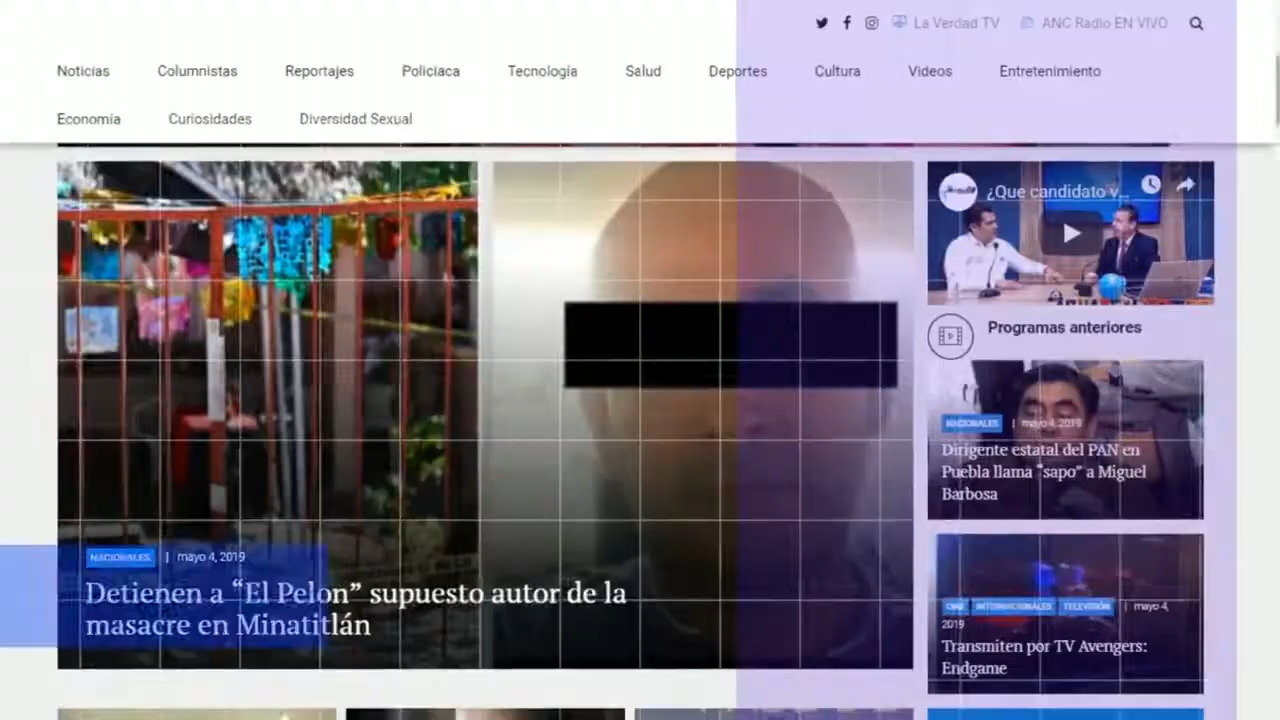 La Verdad TV ANC Radio EN VIVO
Noticias Columnistas Reportajes Policiaca Tecnología Salud Deportes Cultura Videos Entretenimiento
Economía Curiosidades Diversidad Sexual
¿Que candidato v...
Programas anteriores
NACIONALES | mayo 4, 2019
Dirigente estatal del PAN en
Puebla llama “sapo” a Miguel
Barbosa
NACIONALES | mayo 4, 2019
Detienen a “El Pelon” supuesto autor de la
masacre en Minatitlán
CINE INTERNACIONALES TELEVISIÓN | mayo 4,
2019
Transmiten por TV Avengers:
Endgame